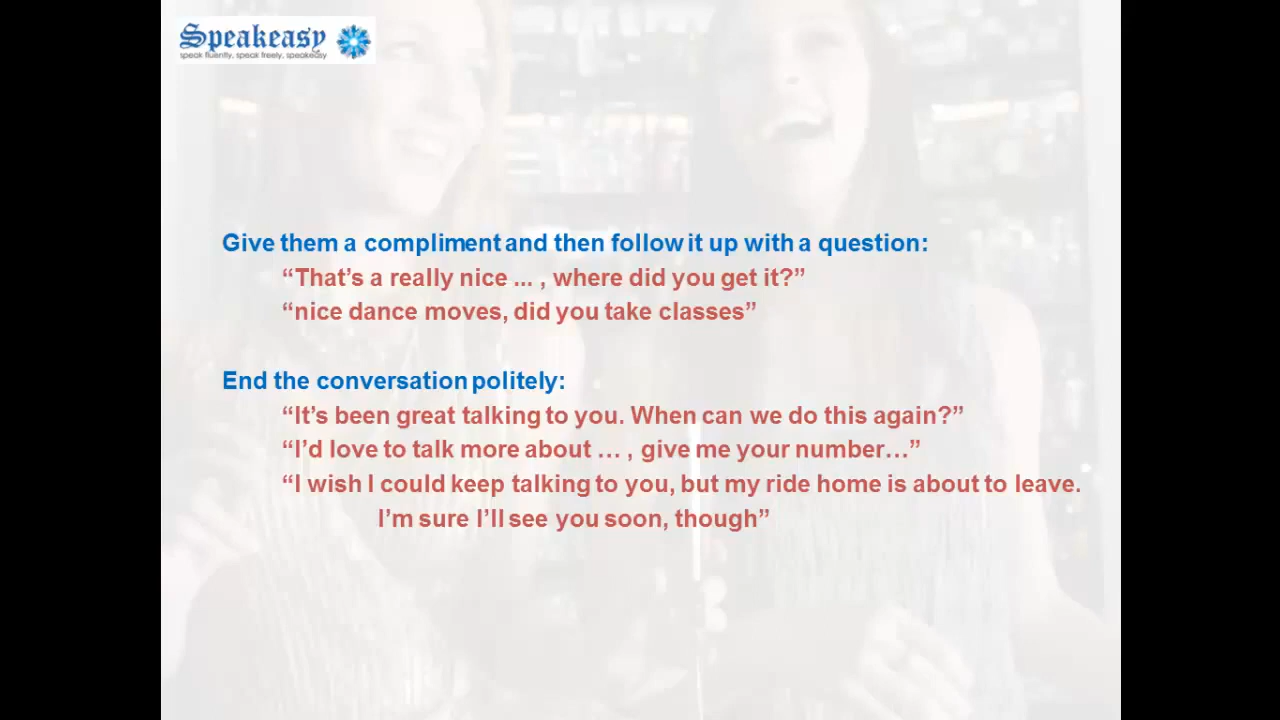 Speakeasy
speak fluently, speak freely, speakeasy
Give them a compliment and then follow it up with a question:
“That’s a really nice ... , where did you get it?”
“nice dance moves, did you take classes”
End the conversation politely:
“It’s been great talking to you. When can we do this again?”
“I’d love to talk more about … , give me your number…”
“I wish I could keep talking to you, but my ride home is about to leave.
I’m sure I’ll see you soon, though”